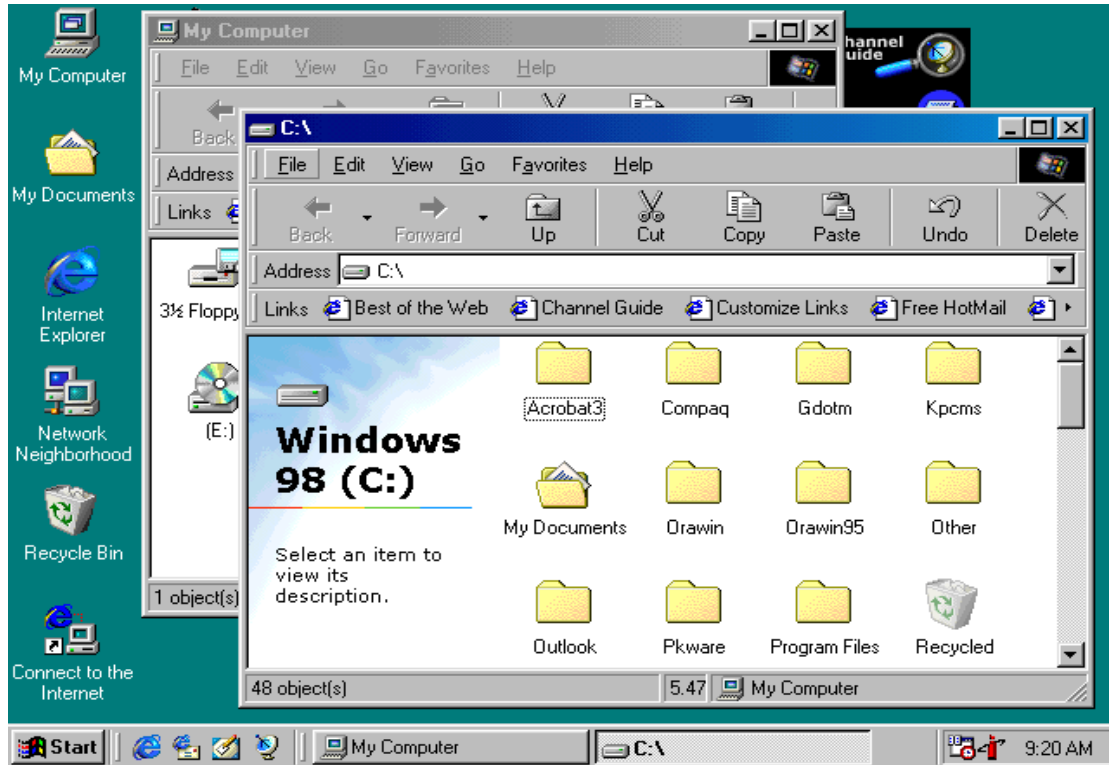 My Computer
My Documents
Internet
Explorer
Network
Neighborhood
Recycle Bin
Connect to the
Internet
My Computer
File Edit View Go Favorites Help
Back
Address
Links
3½ Floppy
(E:)
1 object(s)
hannel
uide
C:\
File Edit View Go Favorites Help
Back Forward Up Cut Copy Paste Undo Delete
Address C:\
Links Best of the Web Channel Guide Customize Links Free HotMail
Windows
98 (C:)
Select an item to
view its
description.
Acrobat3 Compaq Gdotm Kpcms
My Documents Orawin Orawin95 Other
Outlook Pkware Program Files Recycled
48 object(s) 5.47 My Computer
Start My Computer C:\ 9:20 AM